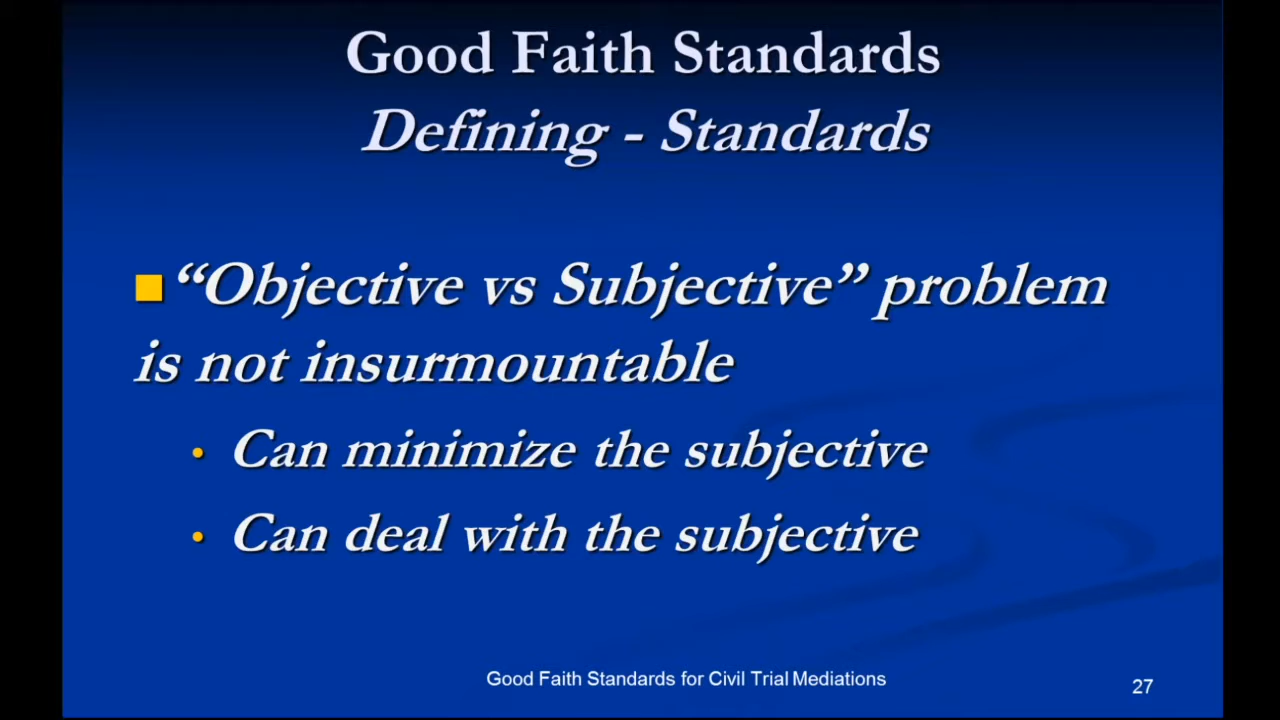 Good Faith Standards
Defining - Standards
“Objective vs Subjective” problem
is not insurmountable
• Can minimize the subjective
• Can deal with the subjective
Good Faith Standards for Civil Trial Mediations
27